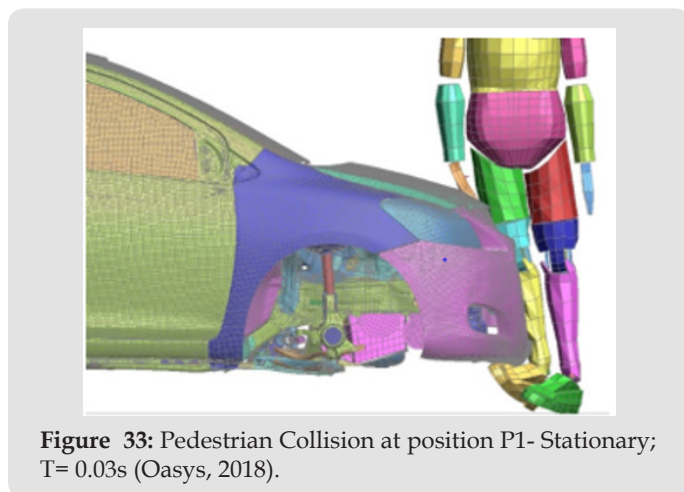 Figure 33: Pedestrian Collision at position P1- Stationary;
T= 0.03s (Oasys, 2018).